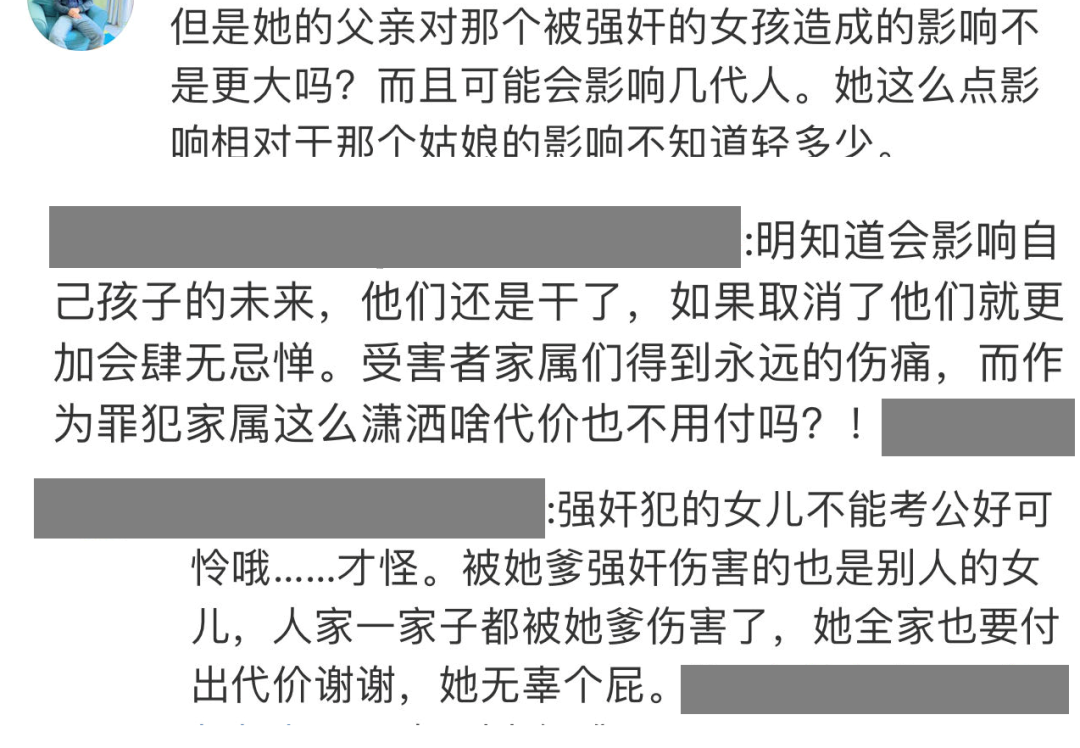 但是她的父亲对那个被强奸的女孩造成的影响不
是更大吗？而且可能会影响几代人。她这么点影
响相对于那个姑娘的影响不知道轻多少。
:明知道会影响自
己孩子的未来，他们还是干了，如果取消了他们就更
加会肆无忌惮。受害者家属们得到永远的伤痛，而作
为罪犯家属这么潇洒啥代价也不用付吗？！
:强奸犯的女儿不能考公好可
怜哦......才怪。被她爹强奸伤害的也是别人的女
儿，人家一家子都被她爹伤害了，她全家也要付
出代价谢谢，她无辜个屁。